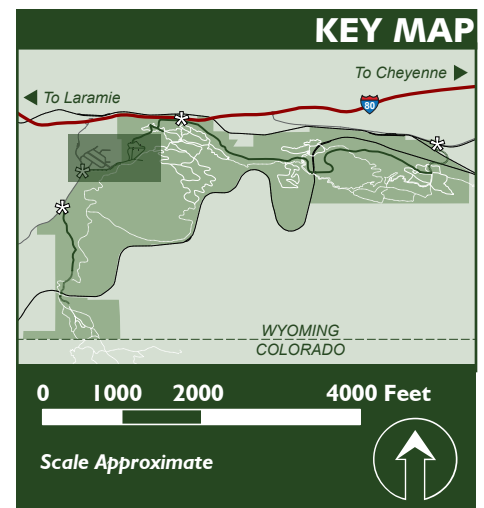 KEY MAP
To Cheyenne
To Laramie
80
WYOMING
COLORADO
0 1000 2000 4000 Feet
Scale Approximate